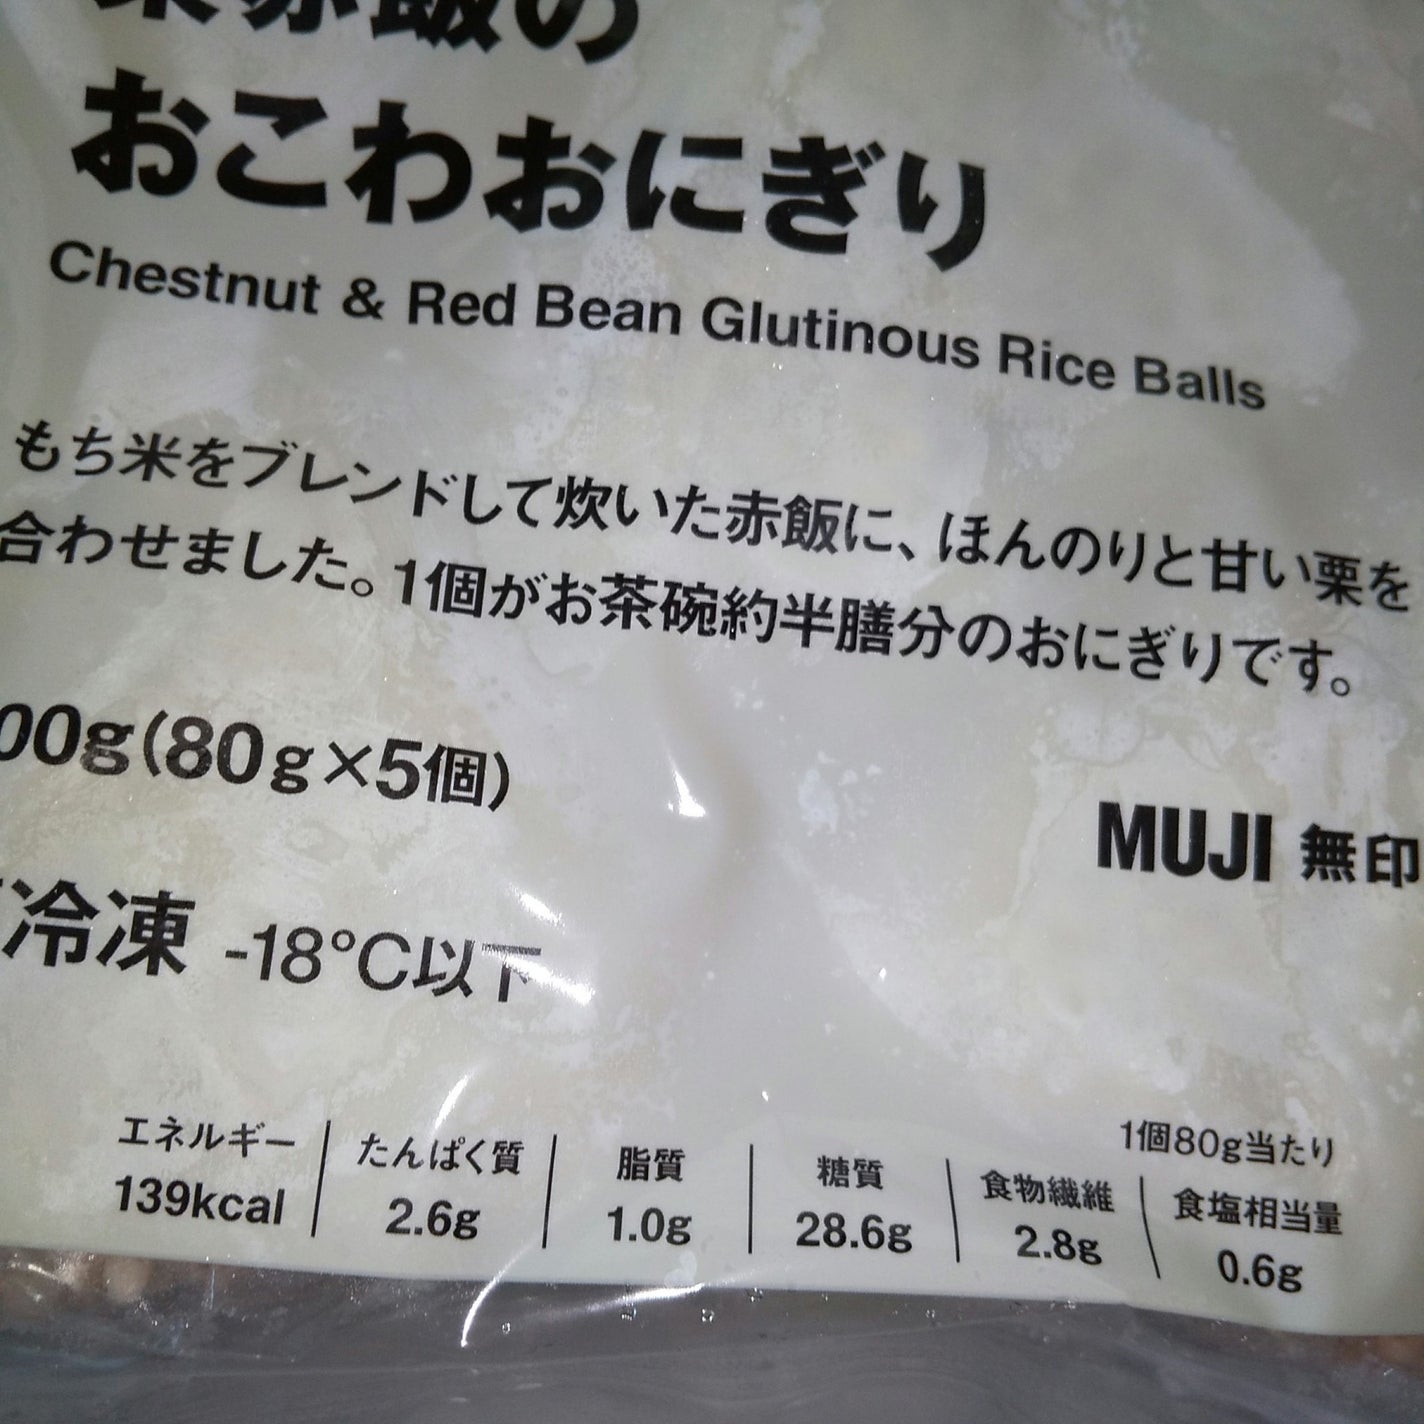 栗赤飯の
おこわおにぎり
Chestnut & Red Bean Glutinous Rice Balls
もち米をブレンドして炊いた赤飯に、ほんのりと甘い栗を
合わせました。1個がお茶碗約半膳分のおにぎりです。
00g(80g×5個)
MUJI 無印
冷凍 -18℃以下
1個80g当たり
エネルギー たんぱく質 脂質 糖質 食物繊維 食塩相当量
139kcal 2.6g 1.0g 28.6g 2.8g 0.6g